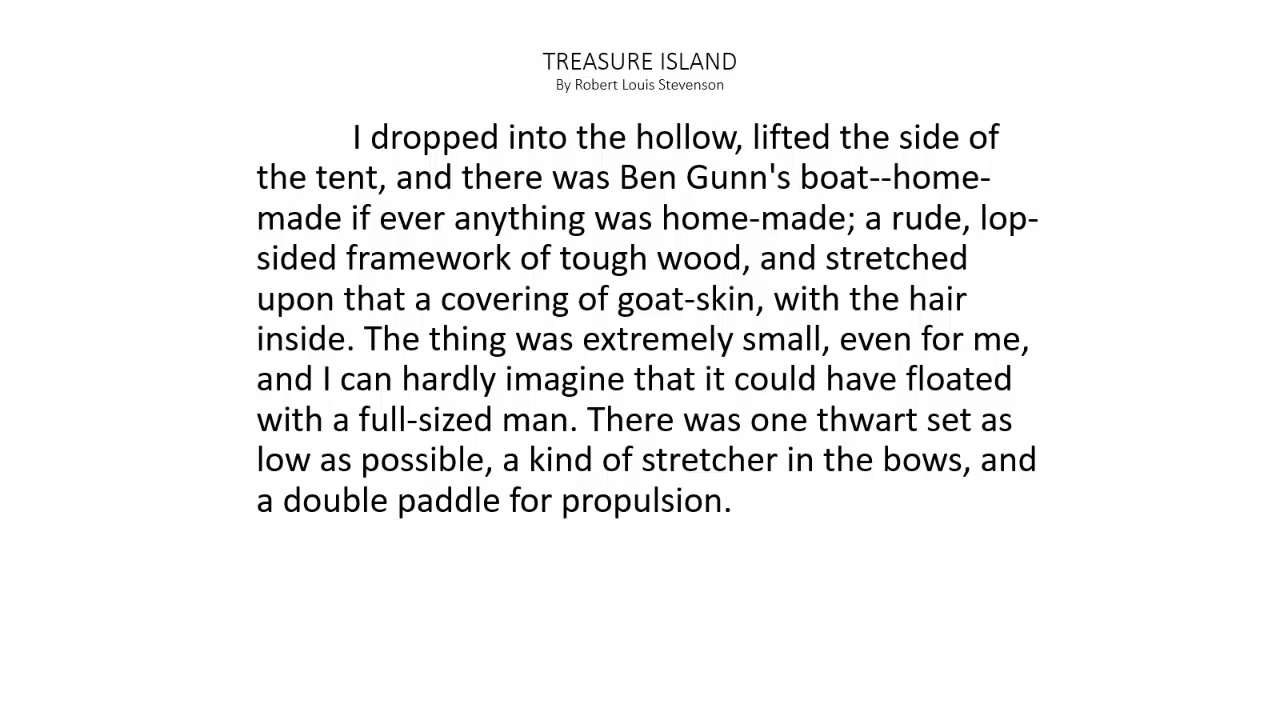 TREASURE ISLAND
By Robert Louis Stevenson
I dropped into the hollow, lifted the side of
the tent, and there was Ben Gunn's boat--home-
made if ever anything was home-made; a rude, lop-
sided framework of tough wood, and stretched
upon that a covering of goat-skin, with the hair
inside. The thing was extremely small, even for me,
and I can hardly imagine that it could have floated
with a full-sized man. There was one thwart set as
low as possible, a kind of stretcher in the bows, and
a double paddle for propulsion.